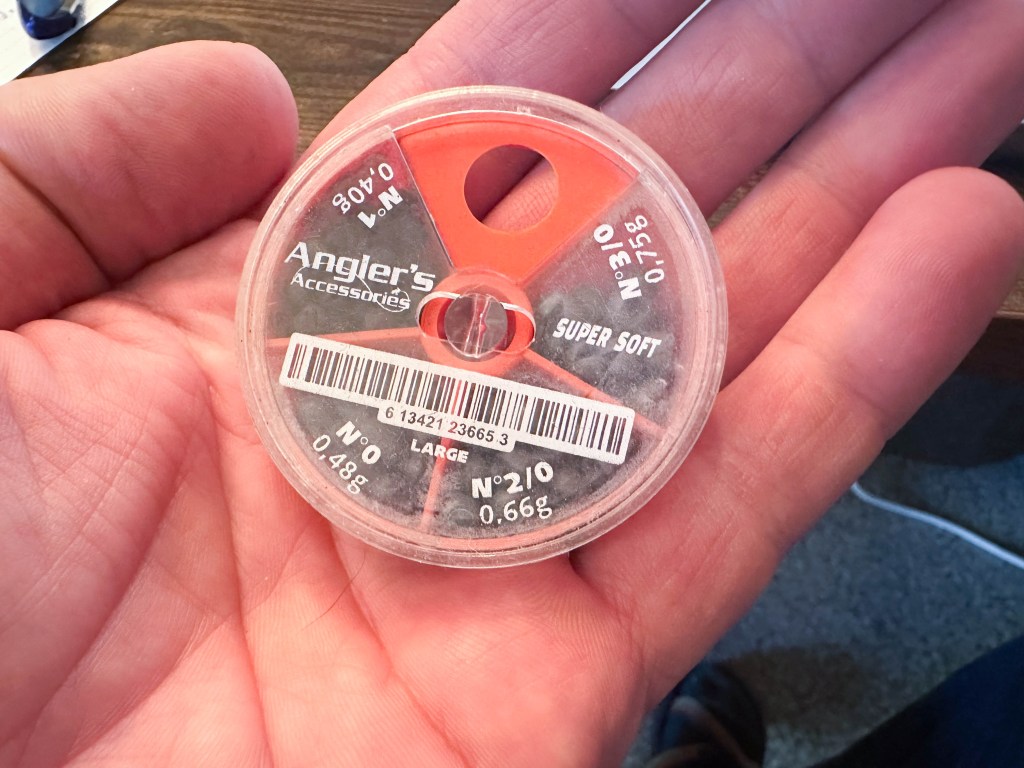 N°1
0,40g
N°3/0
0,75g
Angler's
Accessories
SUPER SOFT
6 13421 23665 3
LARGE
N°0
0,48g
N°2/0
0,66g